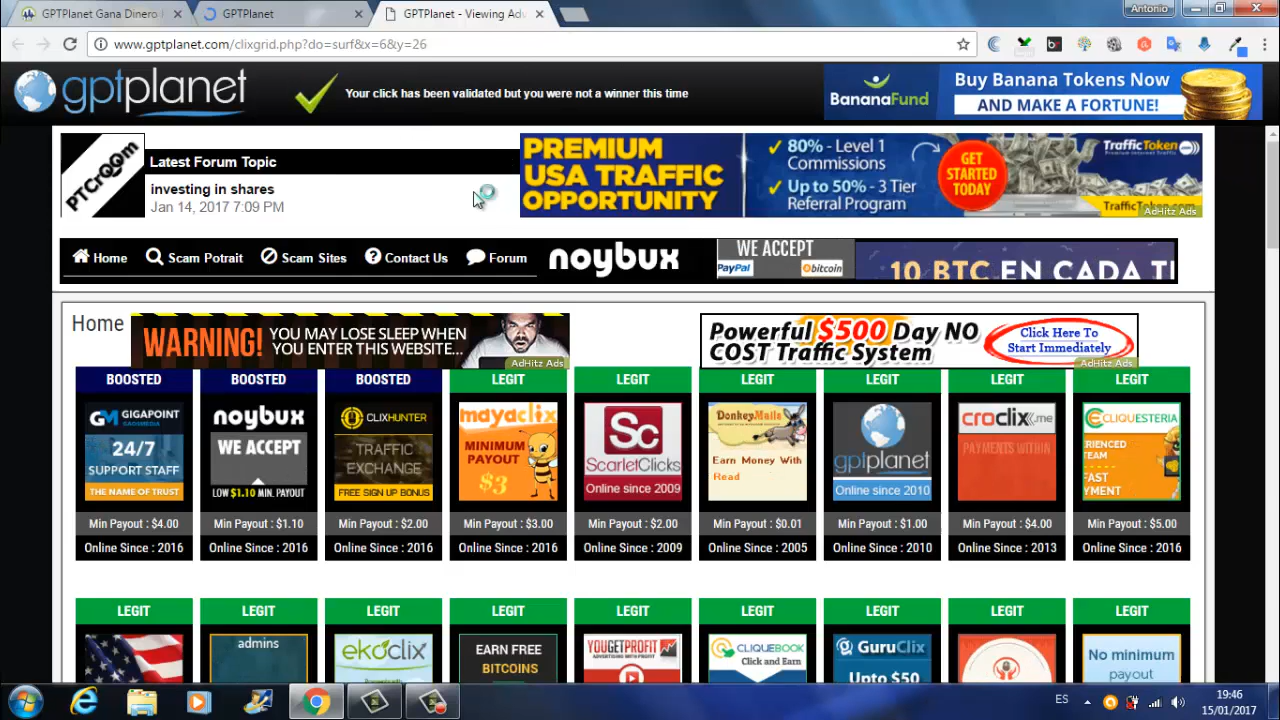 GPTPlanet Gana Dinero
GPTPlanet
GPTPlanet - Viewing Adv
Antonio
www.gptplanet.com/clixgrid.php?do=surf&x=6&y=26
gptplanet
Your click has been validated but you were not a winner this time
BANANAFUND
Buy Banana Tokens Now
AND MAKE A FORTUNE!
PTCr00m
Latest Forum Topic
investing in shares
Jan 14, 2017 7:09 PM
PREMIUM
USA TRAFFIC
OPPORTUNITY
80% - Level 1
Commissions
Up to 50% - 3 Tier
Referral Program
GET
STARTED
TODAY
TrafficToken
TrafficToken.com
AdHitz Ads
Home
Scam Potrait
Scam Sites
Contact Us
Forum
noybux
WE ACCEPT
PayPal
bitcoin
10 BTC EN CADA TI
Home
WARNING! YOU MAY LOSE SLEEP WHEN
YOU ENTER THIS WEBSITE...
AdHitz Ads
Powerful $500 Day NO
COST Traffic System
Click Here To
Start Immediately
AdHitz Ads
BOOSTED
BOOSTED
BOOSTED
LEGIT
LEGIT
LEGIT
LEGIT
LEGIT
LEGIT
GIGAPOINT
24/7
SUPPORT STAFF
THE NAME OF TRUST
noybux
WE ACCEPT
LOW $1.10 MIN. PAYOUT
CLIXHUNTER
TRAFFIC
EXCHANGE
FREE SIGN UP BONUS
mayaclix
MINIMUM
PAYOUT
$3
Sc
ScarletClicks
Online since 2009
DonkeyMails
Earn Money With
Read
gptplanet
Online since 2010
croclix.me
PAYMENTS WITHIN
CLIQUESTERIA
RIENCED
TEAM
FAST
YMENT
Min Payout : $4.00
Min Payout : $1.10
Min Payout : $2.00
Min Payout : $3.00
Min Payout : $2.00
Min Payout : $0.01
Min Payout : $1.00
Min Payout : $4.00
Min Payout : $5.00
Online Since : 2016
Online Since : 2016
Online Since : 2016
Online Since : 2016
Online Since : 2009
Online Since : 2005
Online Since : 2010
Online Since : 2013
Online Since : 2016
LEGIT
LEGIT
LEGIT
LEGIT
LEGIT
LEGIT
LEGIT
LEGIT
LEGIT
admins
ekoclix
EARN FREE
BITCOINS
YOUGETPROFIT
CLIQUEBOOK
Click and Earn
GuruClix
Upto $50
No minimum
payout
ES
19:46
15/01/2017